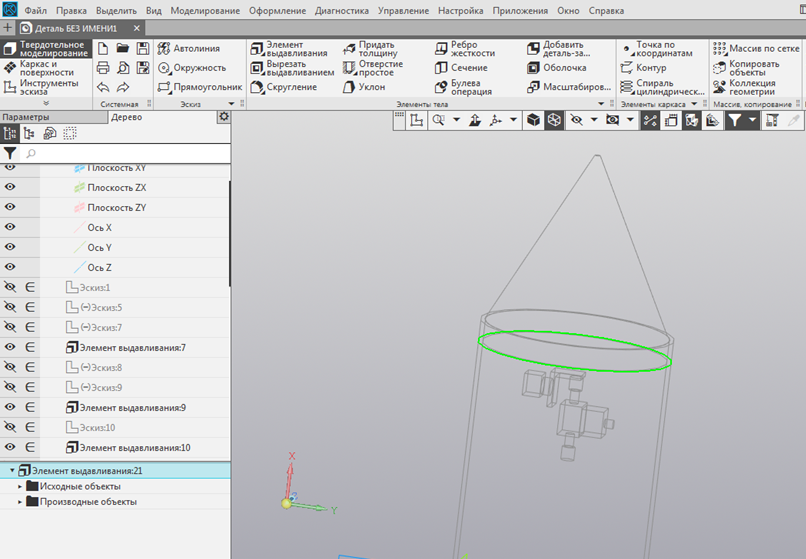 Файл Правка Выделить Вид Моделирование Оформление Диагностика Управление Настройка Приложения Окно Справка
Деталь БЕЗ ИМЕНИ1
Твердотельное моделирование
Каркас и поверхности
Инструменты эскиза
Системная
Автолиния
Окружность
Прямоугольник
Эскиз
Элемент выдавливания
Вырезать выдавливанием
Скругление
Придать толщину
Отверстие простое
Уклон
Ребро жесткости
Сечение
Булева операция
Добавить деталь-за...
Оболочка
Масштабиров...
Элементы тела
Точка по координатам
Контур
Спираль цилиндрическ...
Элементы каркаса
Массив по сетке
Копировать объекты
Коллекция геометрии
Массив, копирование
Параметры
Дерево
Плоскость XY
Плоскость ZX
Плоскость ZY
Ось X
Ось Y
Ось Z
Эскиз:1
(−)Эскиз:5
(−)Эскиз:7
Элемент выдавливания:7
(−)Эскиз:8
(−)Эскиз:9
Элемент выдавливания:9
Эскиз:10
Элемент выдавливания:10
Элемент выдавливания:21
Исходные объекты
Производные объекты
X
Z
Y